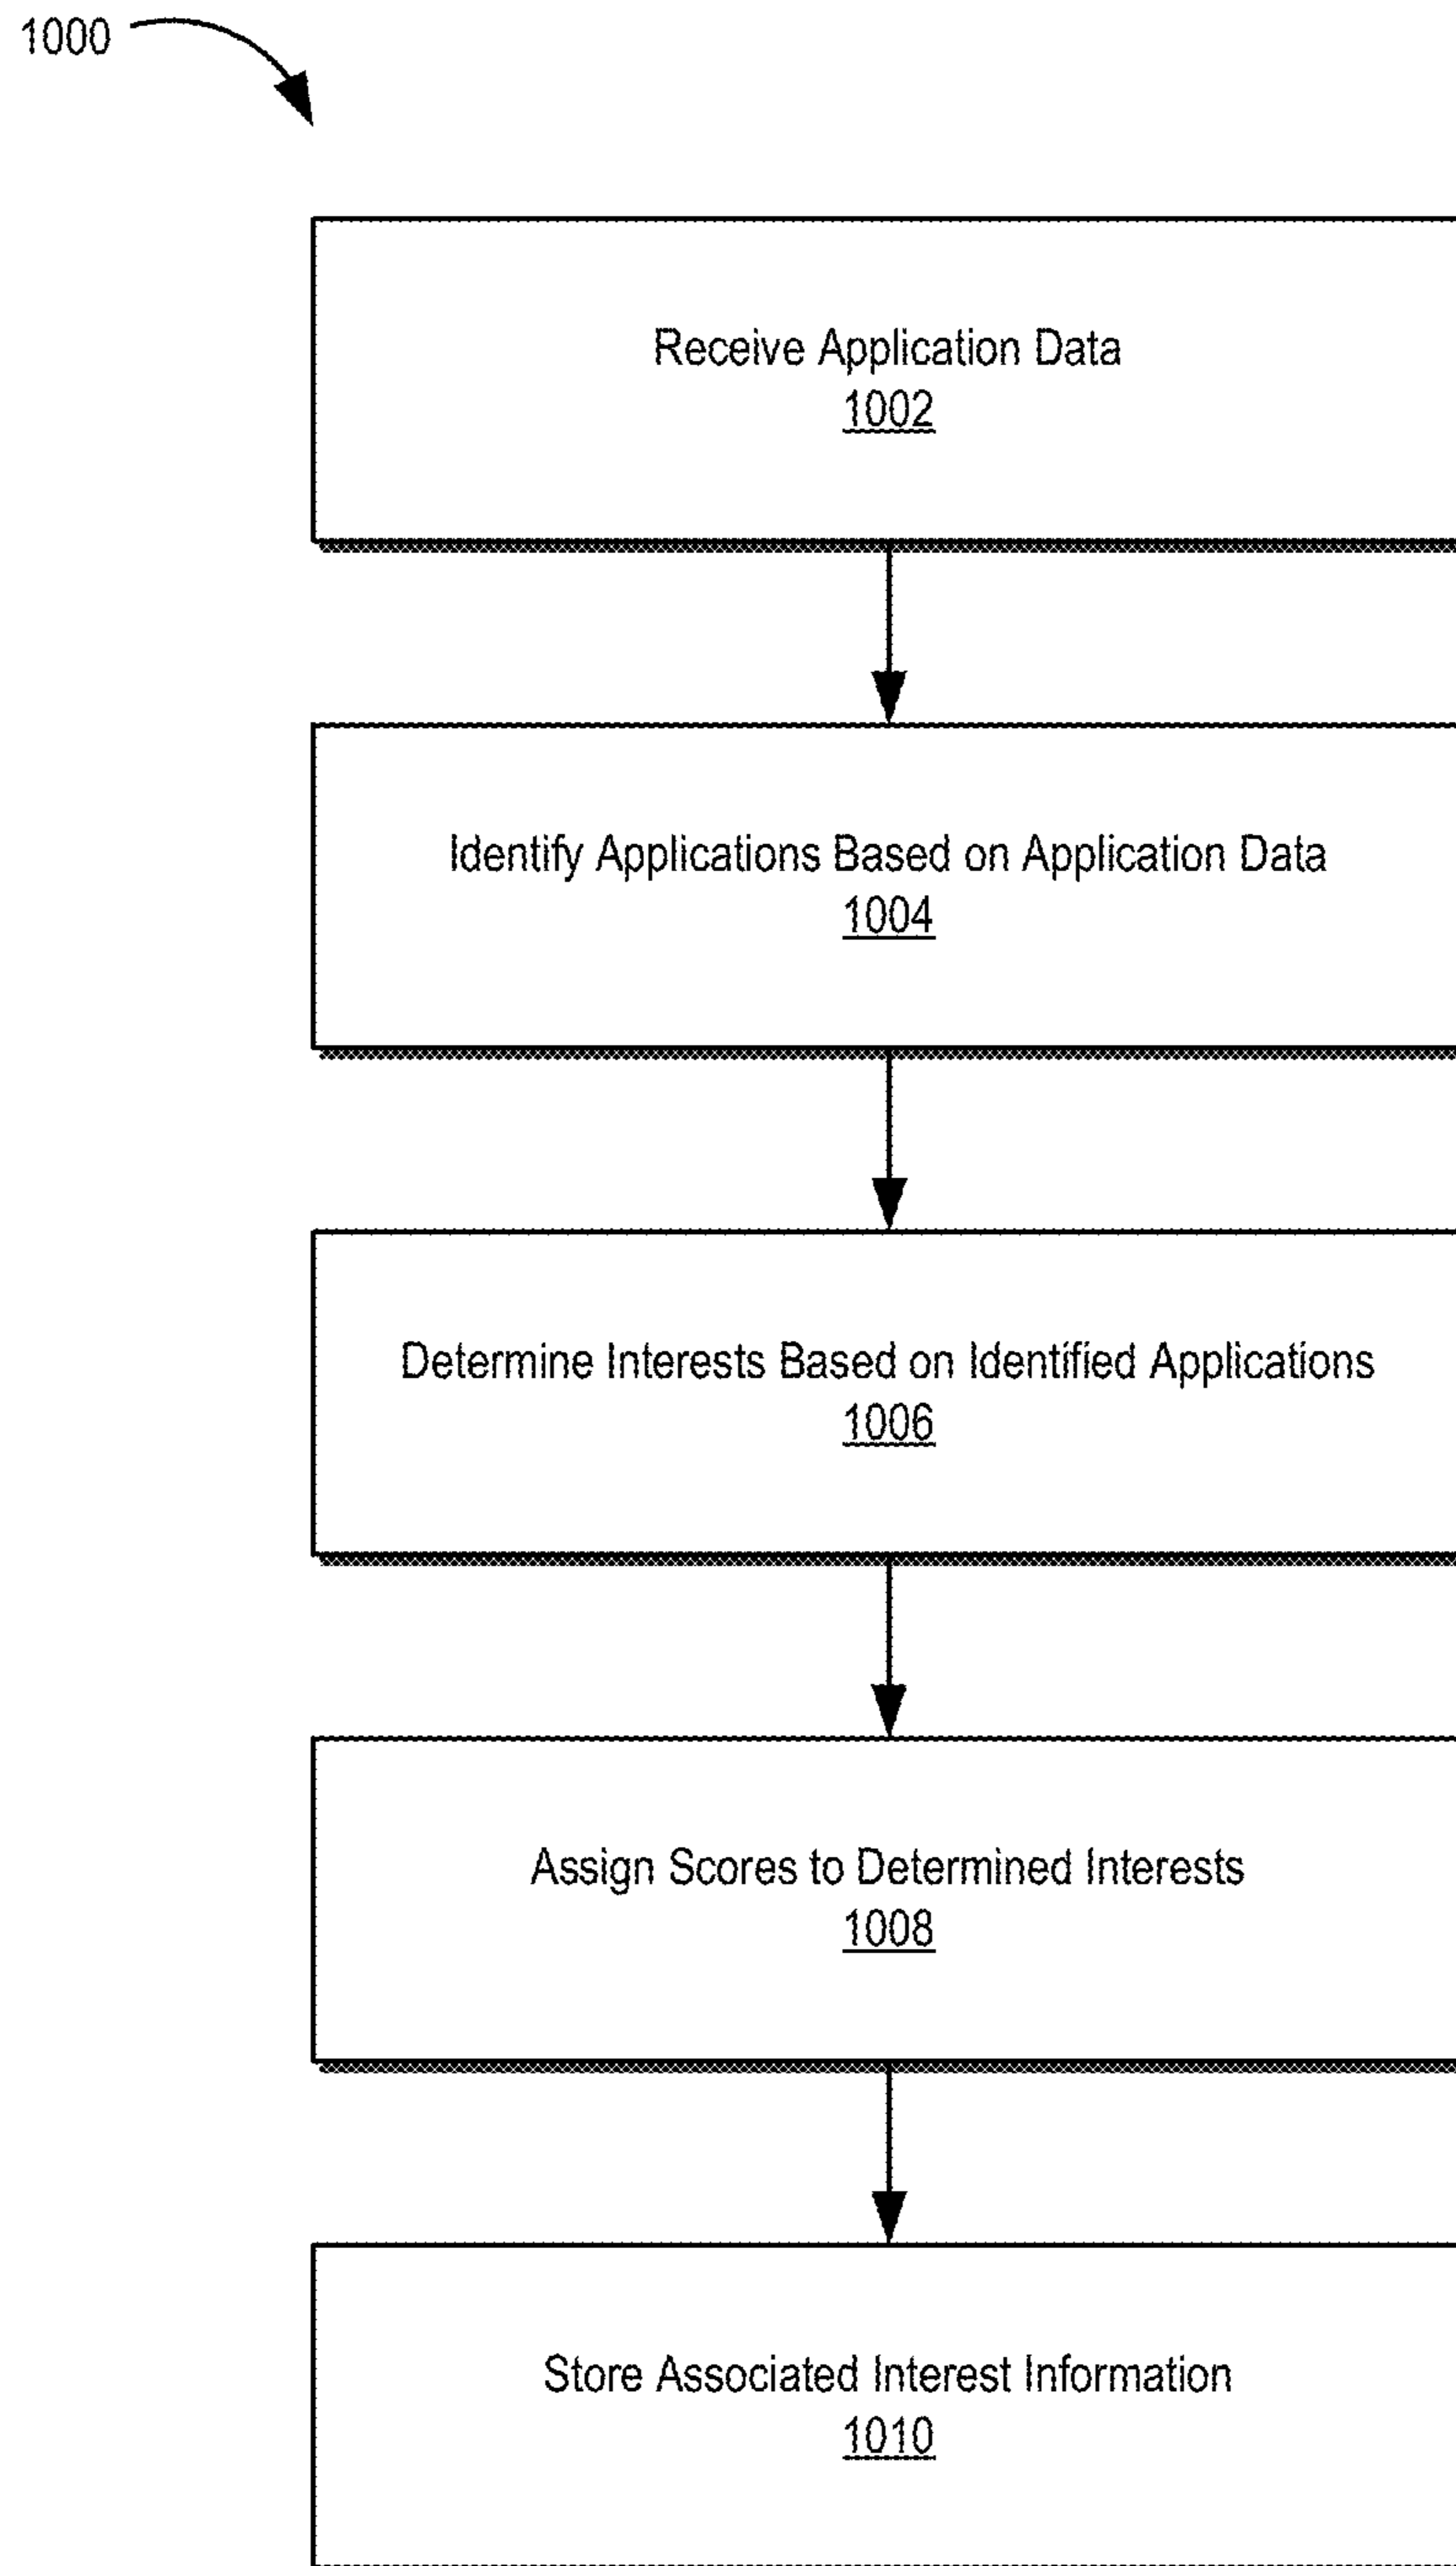 1000
Receive Application Data
1002
Identify Applications Based on Application Data
1004
Determine Interests Based on Identified Applications
1006
Assign Scores to Determined Interests
1008
Store Associated Interest Information
1010